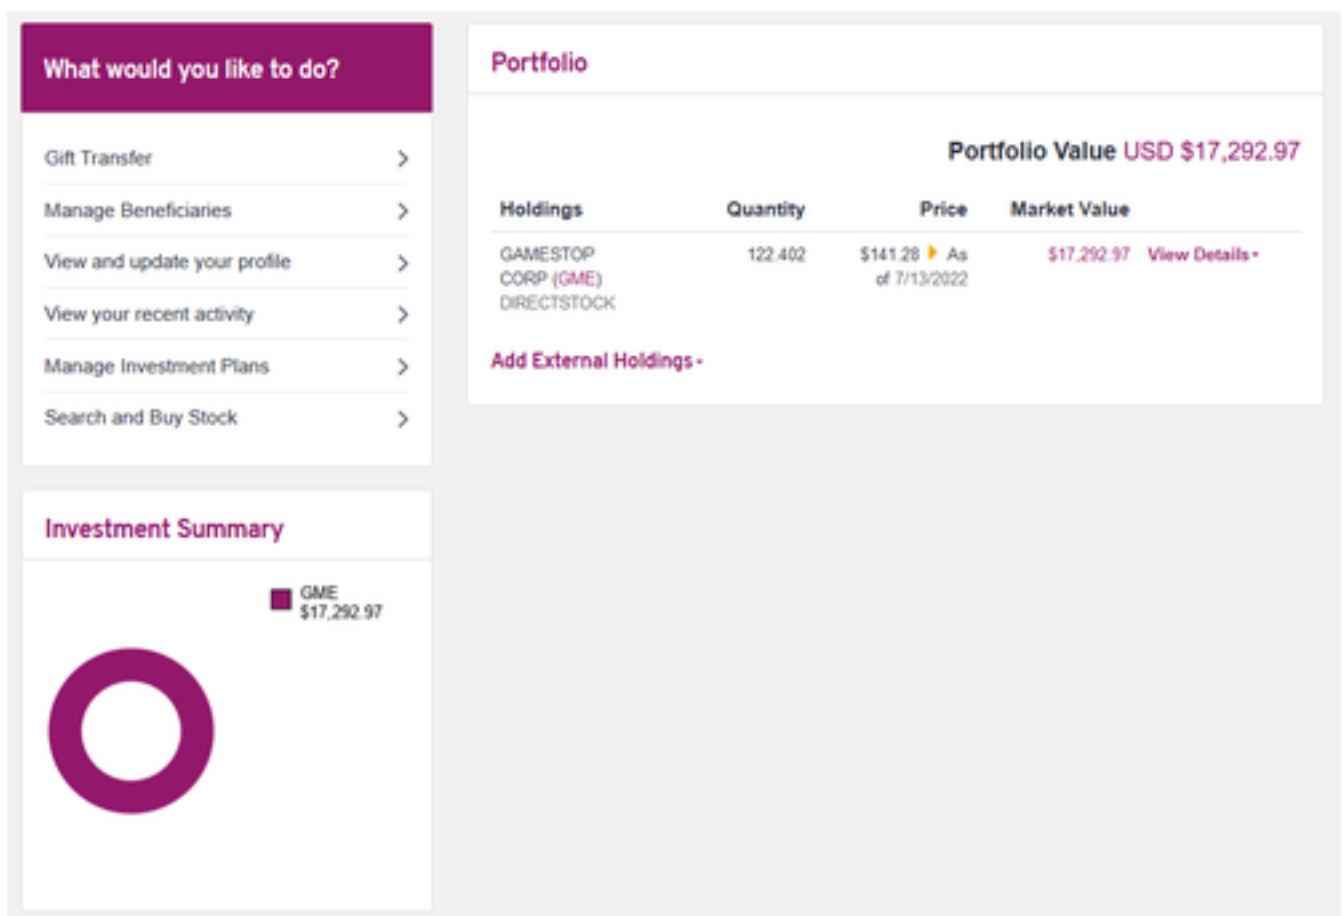 What would you like to do?
Gift Transfer
Manage Beneficiaries
View and update your profile
View your recent activity
Manage Investment Plans
Search and Buy Stock
Investment Summary
GME
$17,292.97
Portfolio
Portfolio Value USD $17,292.97
Holdings Quantity Price Market Value
GAMESTOP 122.402 $141.28 As $17,292.97 View Details
CORP (GME) of 7/13/2022
DIRECTSTOCK
Add External Holdings